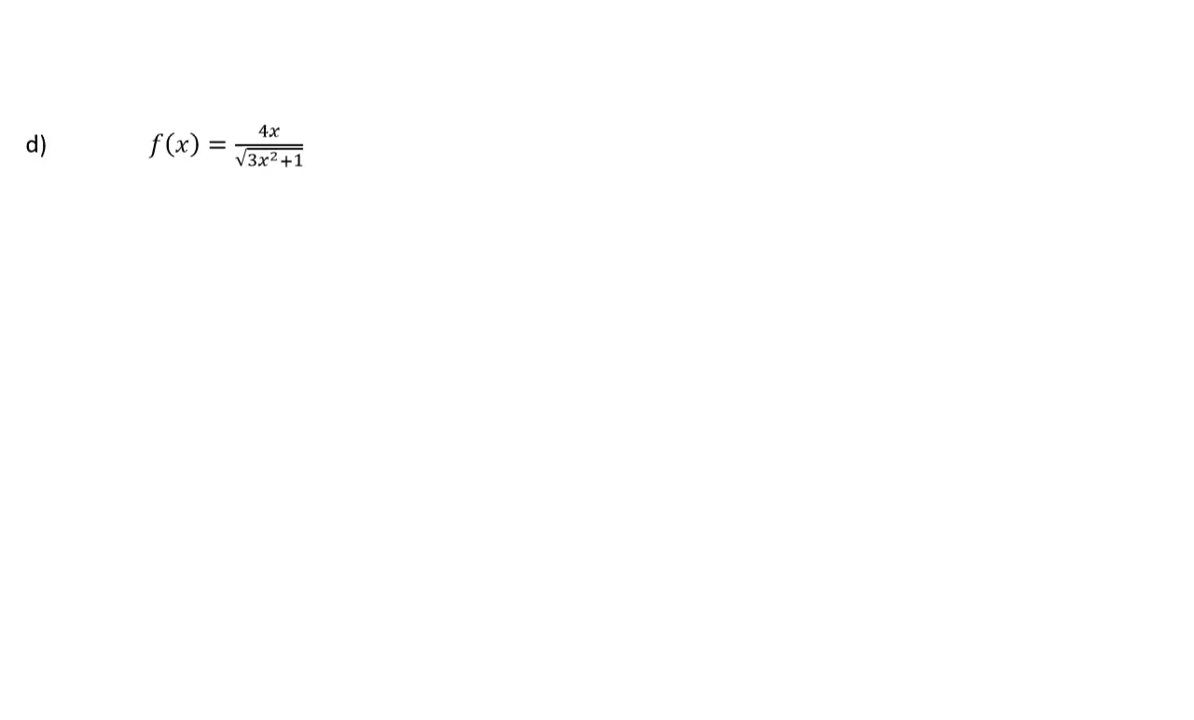 d) f(x) = 4x / √3x²+1